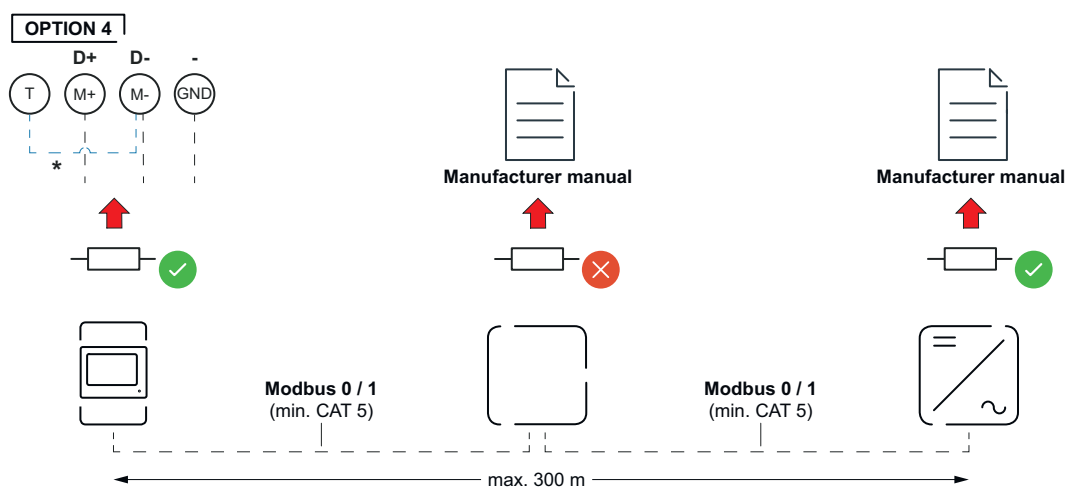 OPTION 4
D+ D- -
T M+ M- GND
*
Manufacturer manual Manufacturer manual
Modbus 0 / 1 Modbus 0 / 1
(min. CAT 5) (min. CAT 5)
max. 300 m